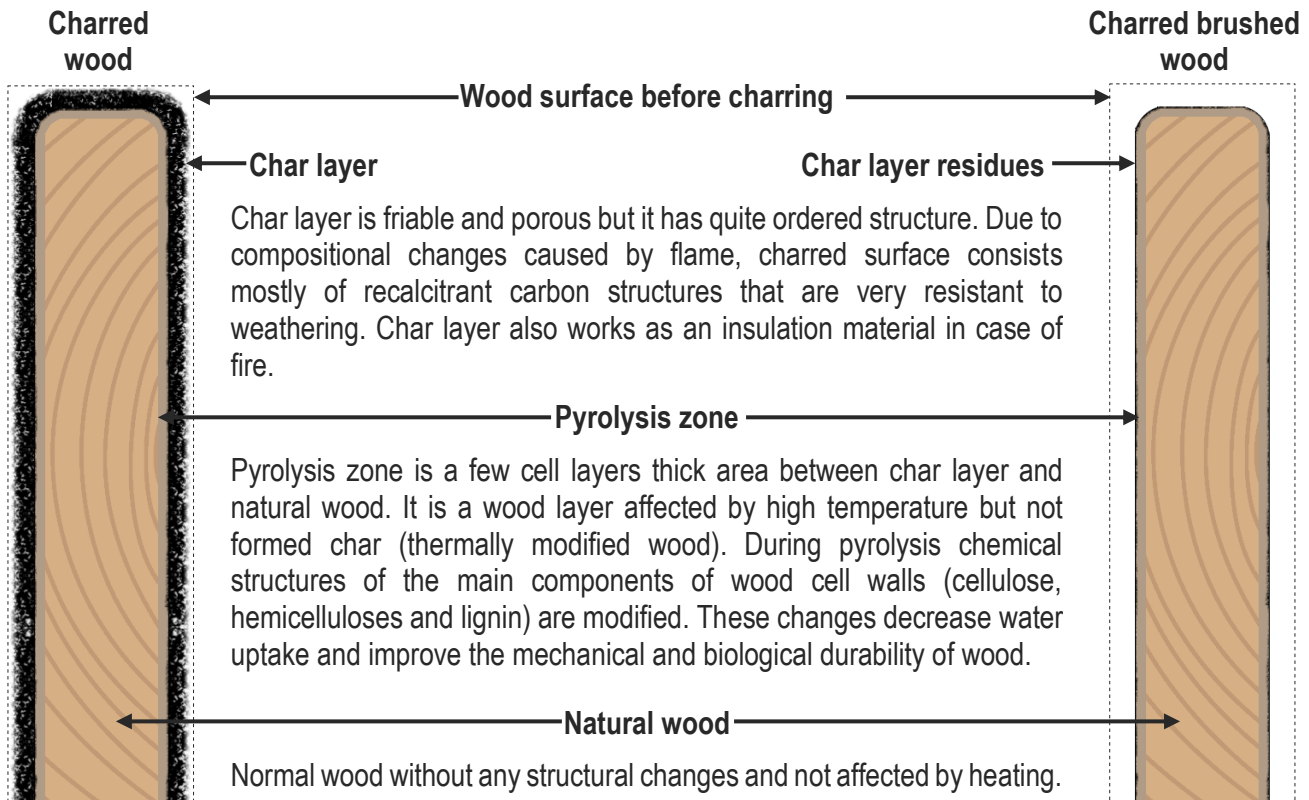 Charred
wood
Charred brushed
wood
Wood surface before charring
Char layer
Char layer residues
Char layer is friable and porous but it has quite ordered structure. Due to
compositional changes caused by flame, charred surface consists
mostly of recalcitrant carbon structures that are very resistant to
weathering. Char layer also works as an insulation material in case of
fire.
Pyrolysis zone
Pyrolysis zone is a few cell layers thick area between char layer and
natural wood. It is a wood layer affected by high temperature but not
formed char (thermally modified wood). During pyrolysis chemical
structures of the main components of wood cell walls (cellulose,
hemicelluloses and lignin) are modified. These changes decrease water
uptake and improve the mechanical and biological durability of wood.
Natural wood
Normal wood without any structural changes and not affected by heating.